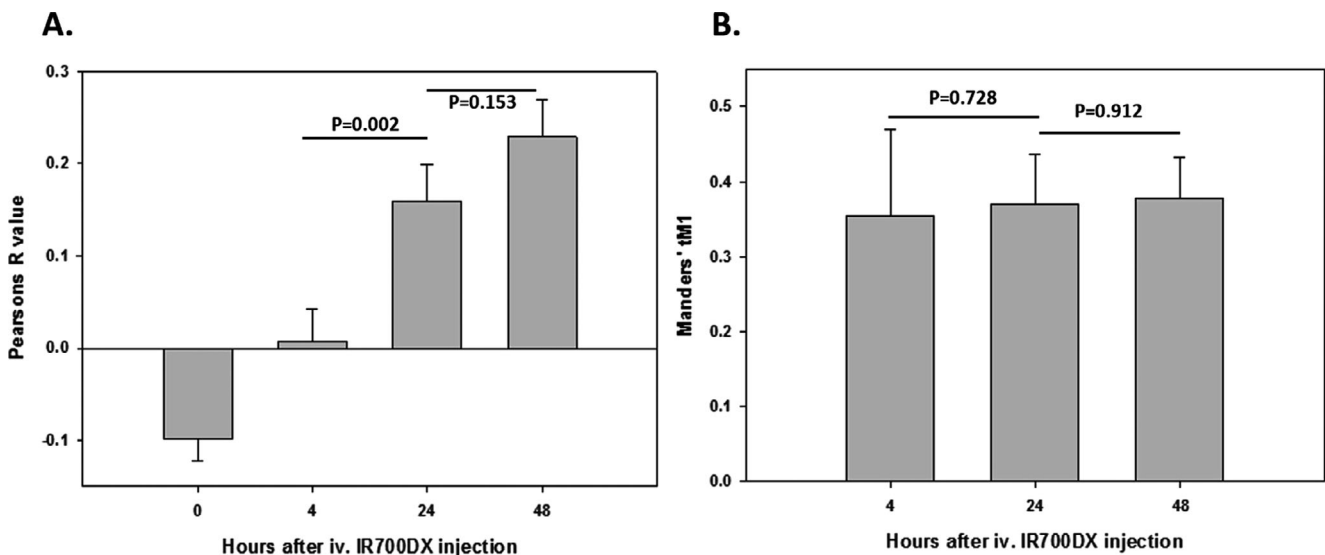 A.
Pearsons R value
0.3
0.2
0.1
0.0
-0.1
P=0.002
P=0.153
0
4
24
48
Hours after iv. IR700DX injection
B.
Manders' tM1
0.5
0.4
0.3
0.2
0.1
0.0
P=0.728
P=0.912
4
24
48
Hours after iv. IR700DX injection